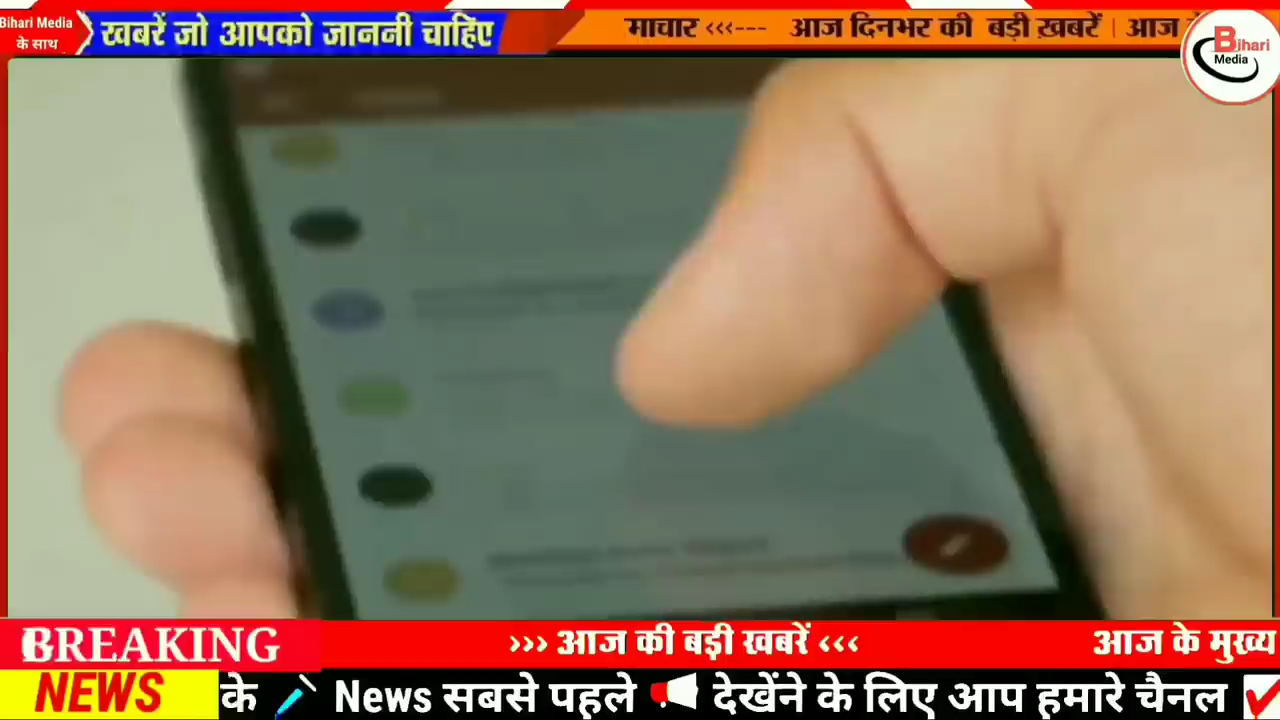 Bihari Media
के साथ
खबरें जो आपको जाननी चाहिए
माचार <<<--- आज दिनभर की बड़ी ख़बरें | आज
Bihari
Media
BREAKING
NEWS
>>> आज की बड़ी खबरें <<< आज के मुख्य
के News सबसे पहले देखेंने के लिए आप हमारे चैनल